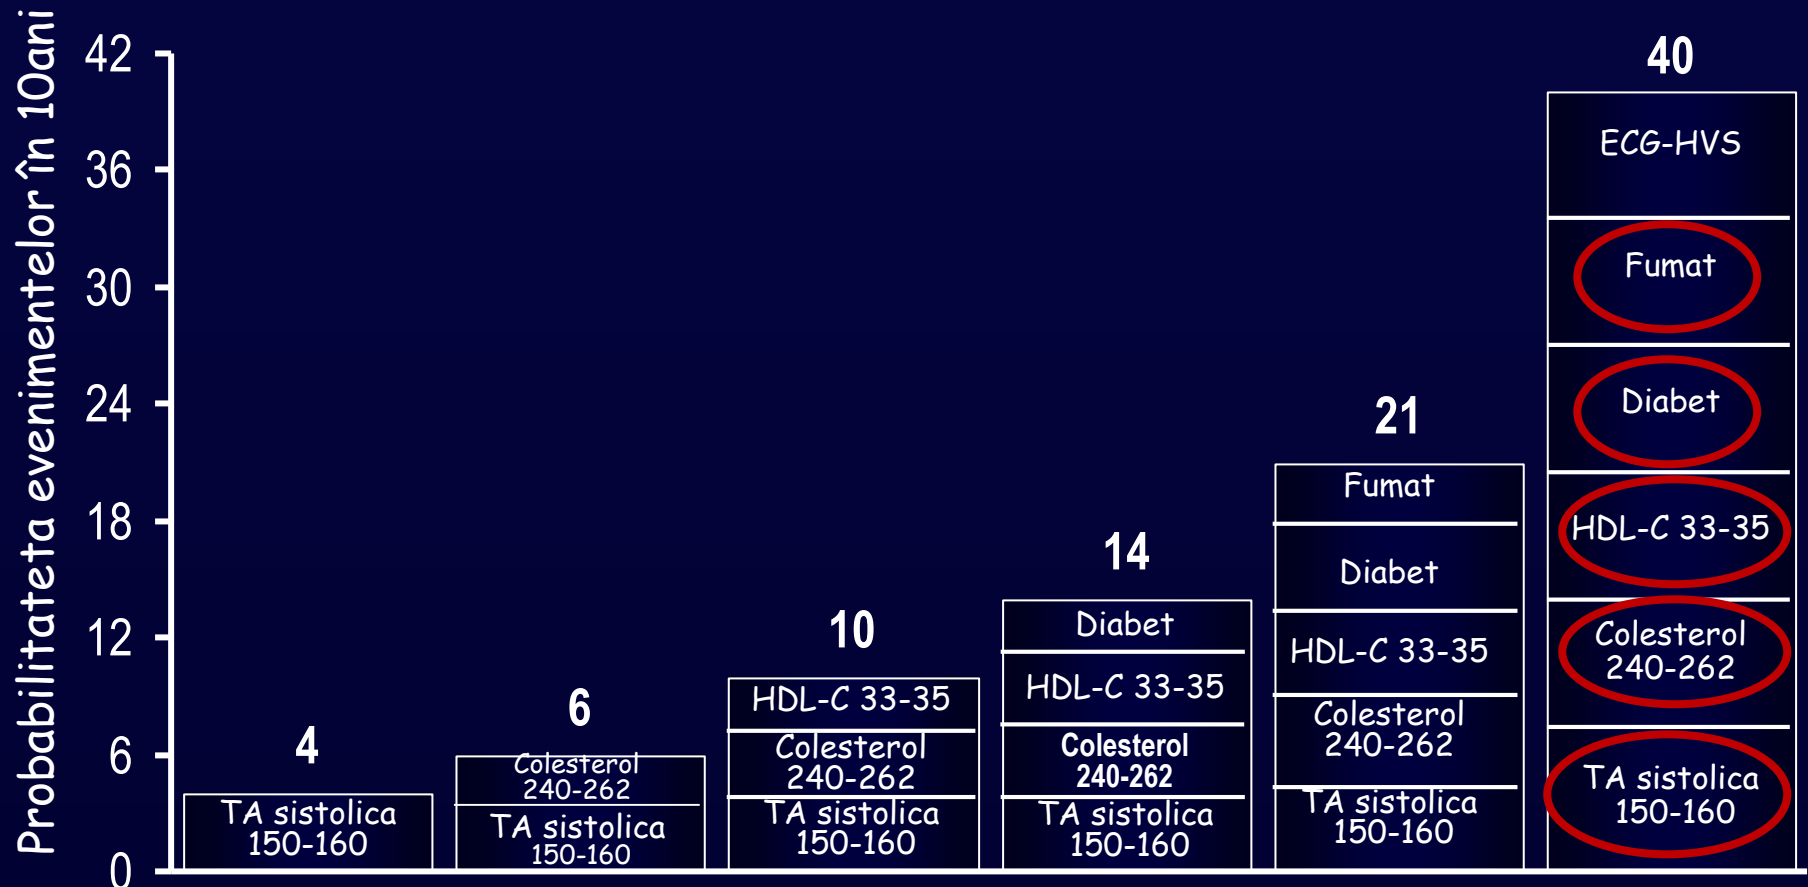 Probabilitateta evenimentelor în 10ani
42
36
30
24
18
12
6
0
4
TA sistolica
150-160
6
Colesterol
240-262
TA sistolica
150-160
10
HDL-C 33-35
Colesterol
240-262
TA sistolica
150-160
14
Diabet
HDL-C 33-35
Colesterol
240-262
TA sistolica
150-160
21
Fumat
Diabet
HDL-C 33-35
Colesterol
240-262
TA sistolica
150-160
40
ECG-HVS
Fumat
Diabet
HDL-C 33-35
Colesterol
240-262
TA sistolica
150-160